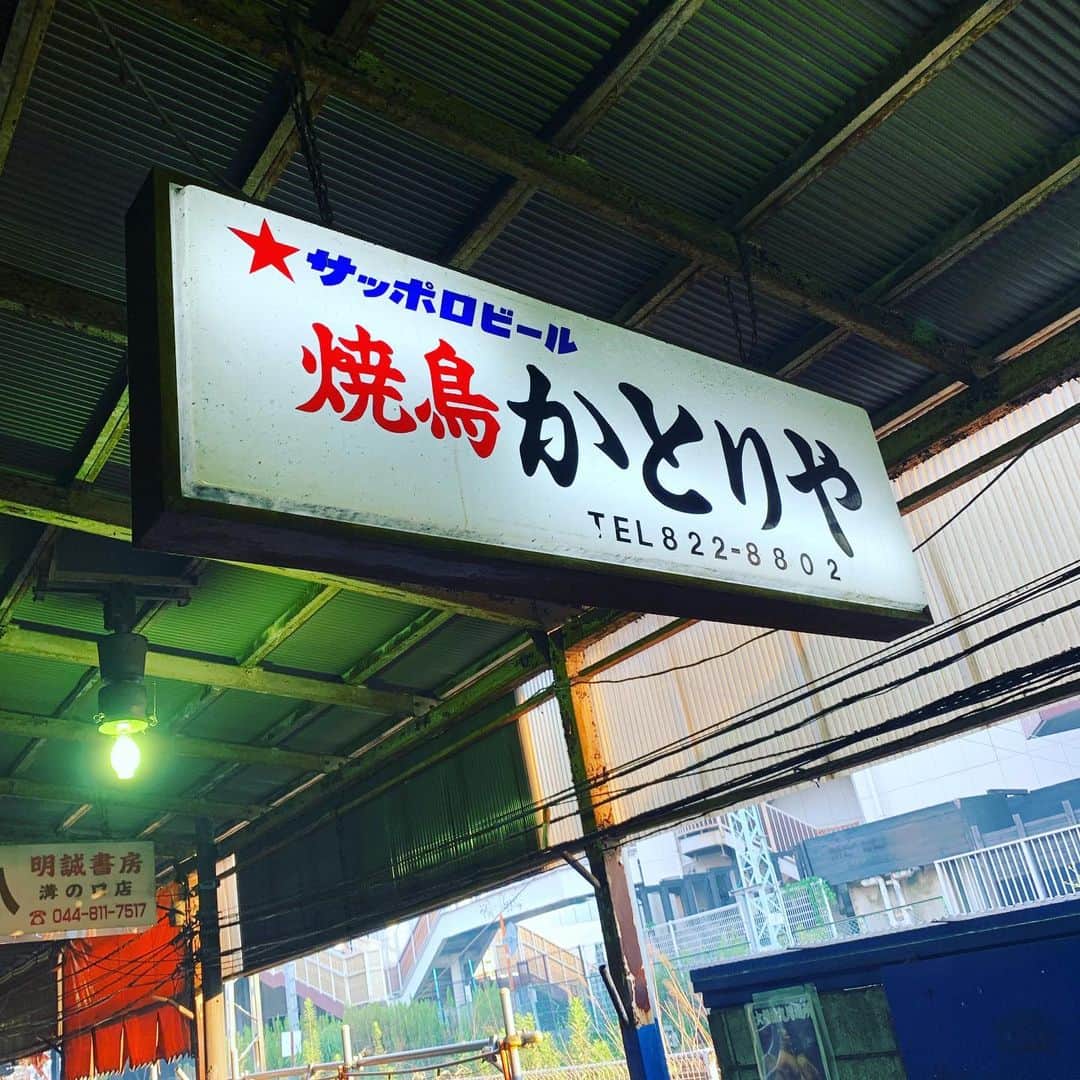 ★サッポロビール
焼鳥かとりや
TEL822-8802
明誠書房
溝の口店
☎044-811-7517